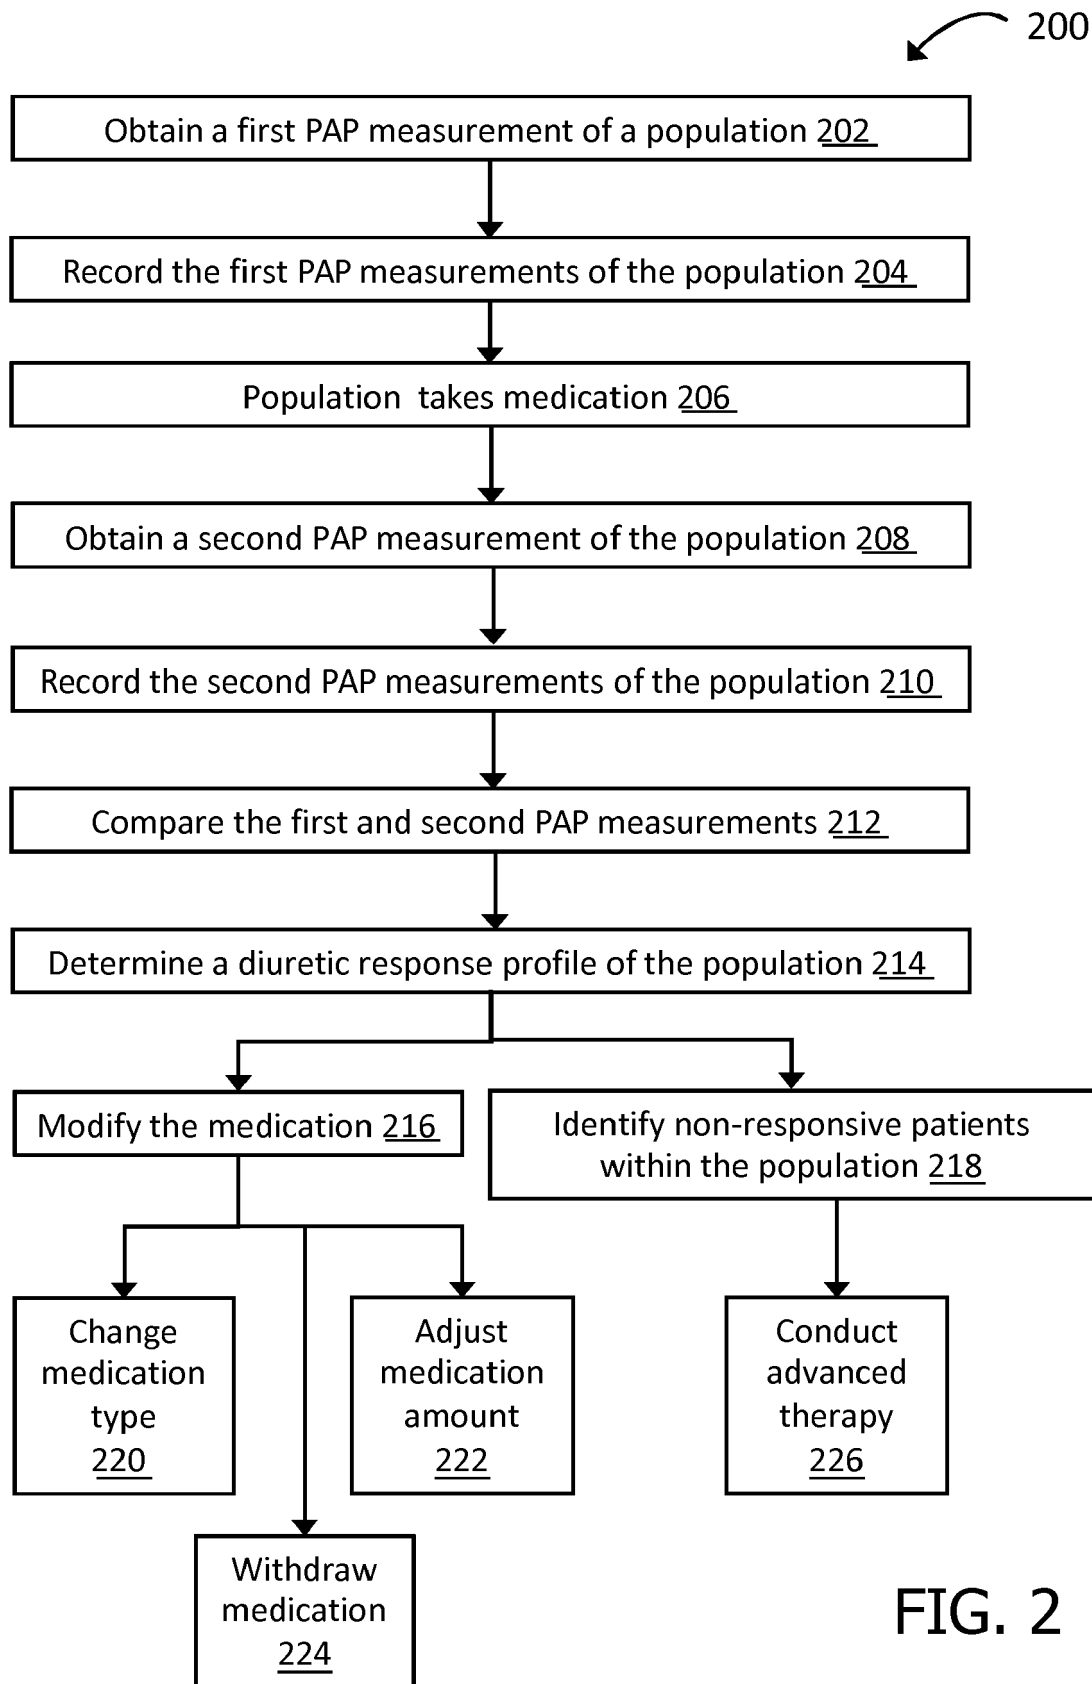 200
Obtain a first PAP measurement of a population 202
Record the first PAP measurements of the population 204
Population takes medication 206
Obtain a second PAP measurement of the population 208
Record the second PAP measurements of the population 210
Compare the first and second PAP measurements 212
Determine a diuretic response profile of the population 214
Modify the medication 216
Identify non-responsive patients
within the population 218
Change
medication
type
220
Adjust
medication
amount
222
Conduct
advanced
therapy
226
Withdraw
medication
224
FIG. 2